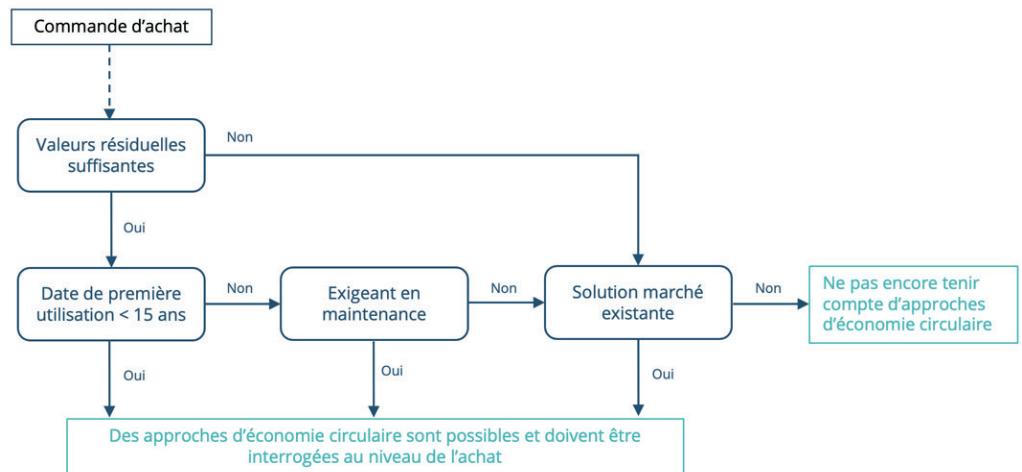 Commande d'achat
Valeurs résiduelles
suffisantes
Non
Oui
Date de première
utilisation < 15 ans
Non
Exigeant en
maintenance
Non
Solution marché
existante
Non
Ne pas encore tenir
compte d'approches
d'économie circulaire
Oui
Oui
Oui
Des approches d'économie circulaire sont possibles et doivent être
interrogées au niveau de l'achat